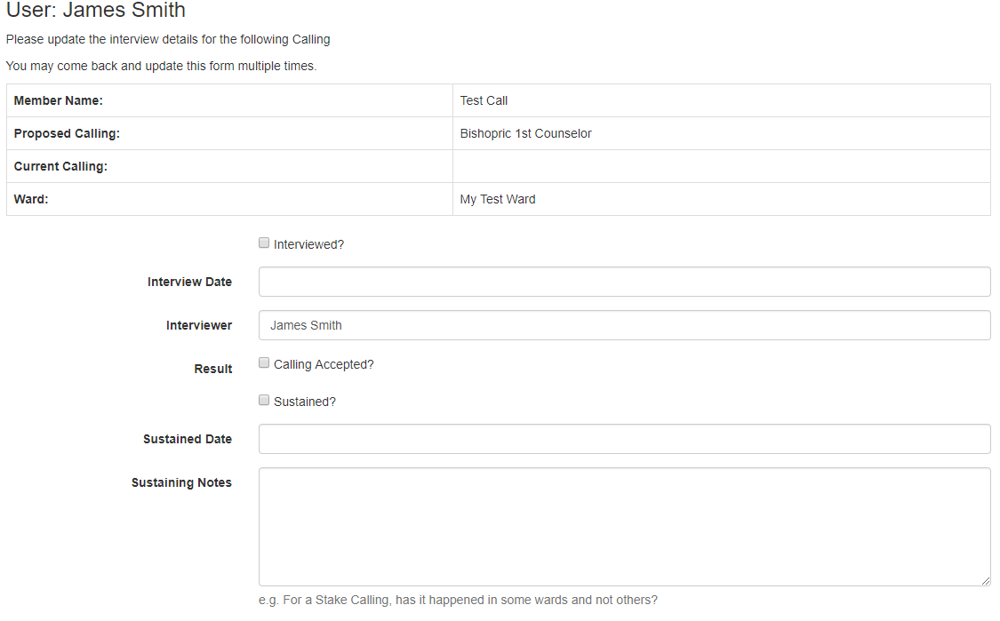 User: James Smith
Please update the interview details for the following Calling
You may come back and update this form multiple times.
Member Name: Test Call
Proposed Calling: Bishopric 1st Counselor
Current Calling:
Ward: My Test Ward
Interviewed?
Interview Date
Interviewer James Smith
Result Calling Accepted?
Sustained?
Sustained Date
Sustaining Notes
e.g. For a Stake Calling, has it happened in some wards and not others?